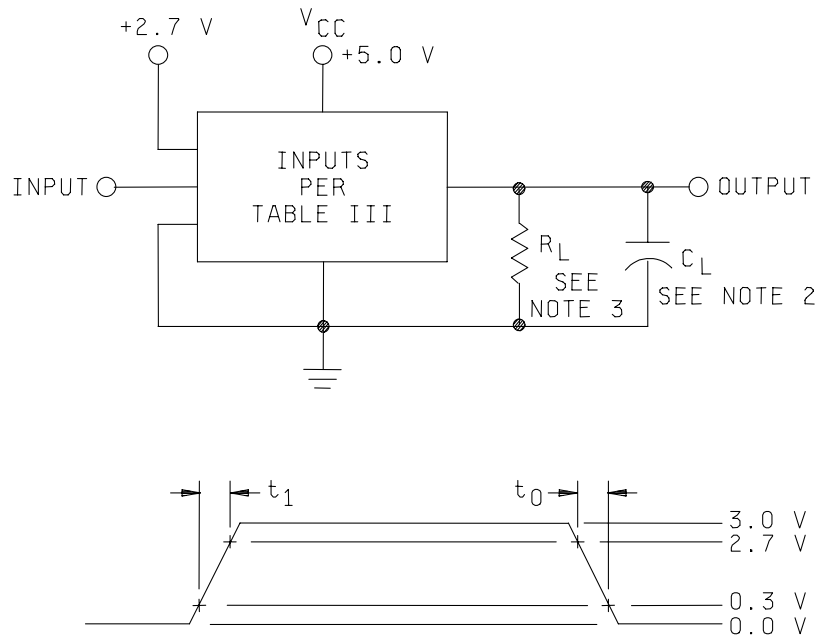 +2.7 V
VCC
+5.0 V
INPUT
INPUTS
PER
TABLE III
OUTPUT
RL
SEE
NOTE 3
CL
SEE NOTE 2
t1
t0
3.0 V
2.7 V
0.3 V
0.0 V